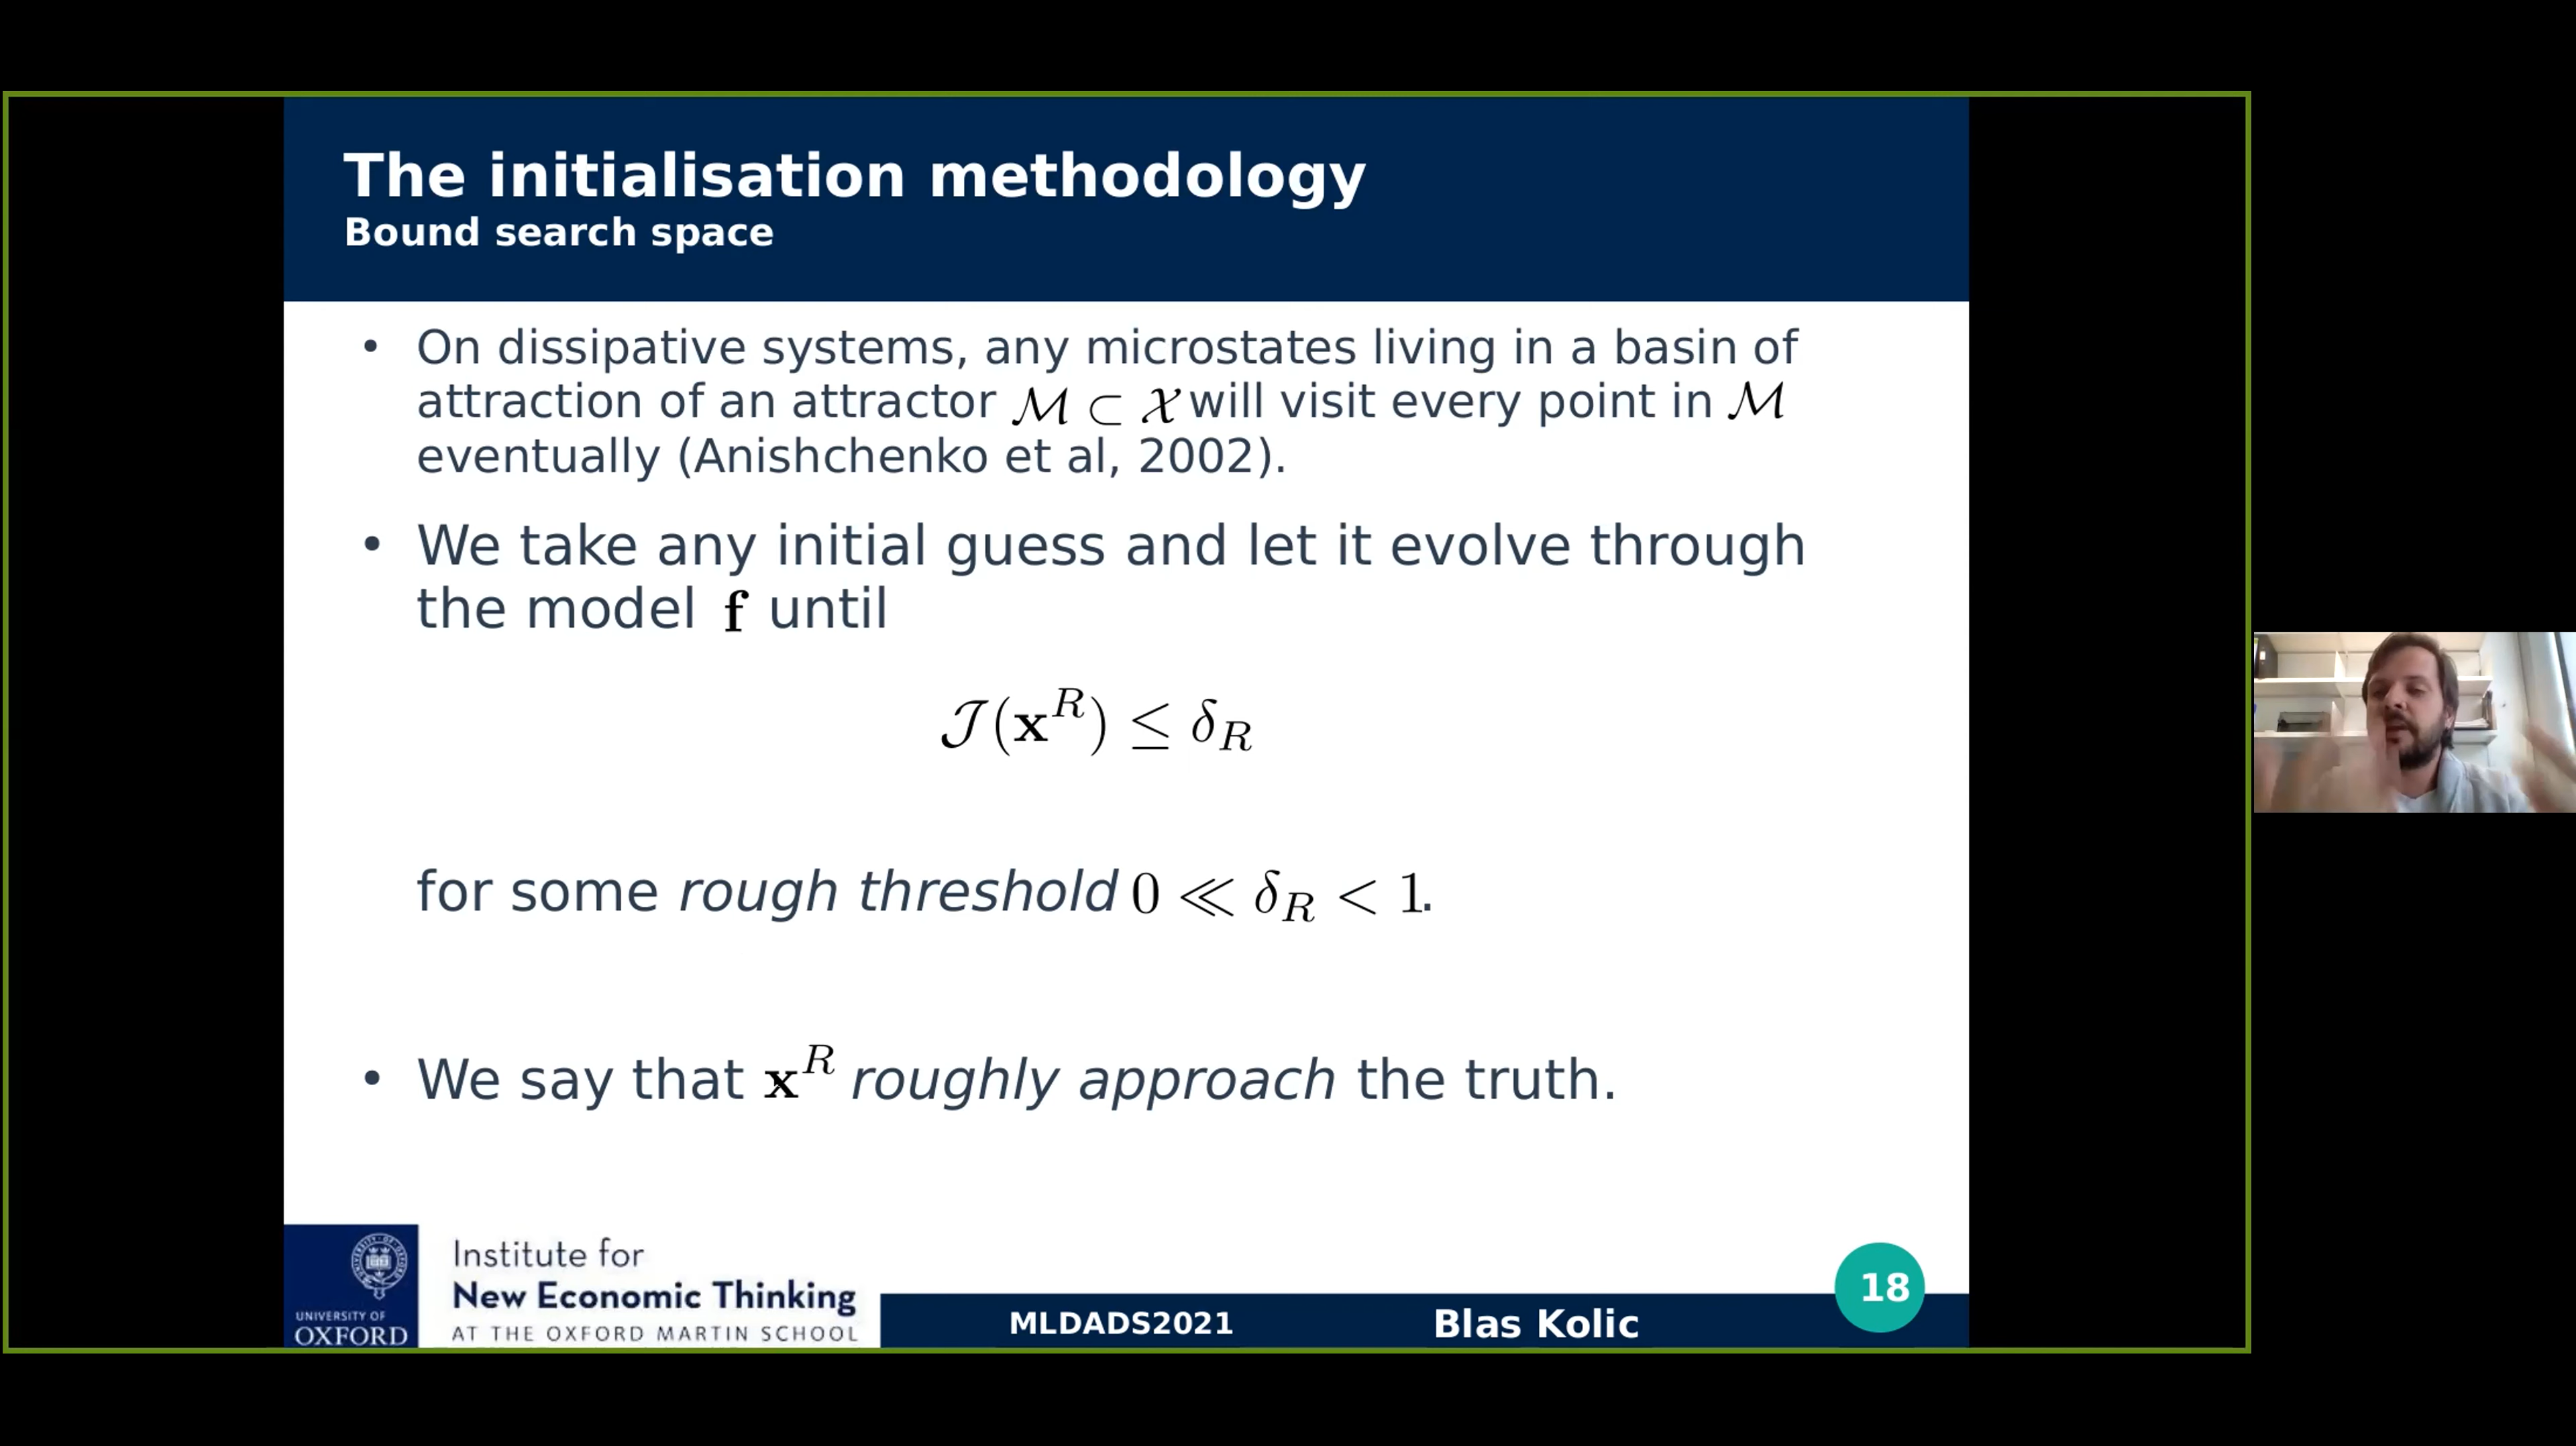 The initialisation methodology
Bound search space
• On dissipative systems, any microstates living in a basin of
attraction of an attractor ℳ ⊂ 𝒳 will visit every point in ℳ
eventually (Anishchenko et al, 2002).
• We take any initial guess and let it evolve through
the model f until
𝒥(x^R) ≤ δ_R
for some rough threshold 0 ≪ δ_R < 1.
• We say that x^R roughly approach the truth.
UNIVERSITY OF
OXFORD
Institute for
New Economic Thinking
AT THE OXFORD MARTIN SCHOOL
MLDADS2021
Blas Kolic
18